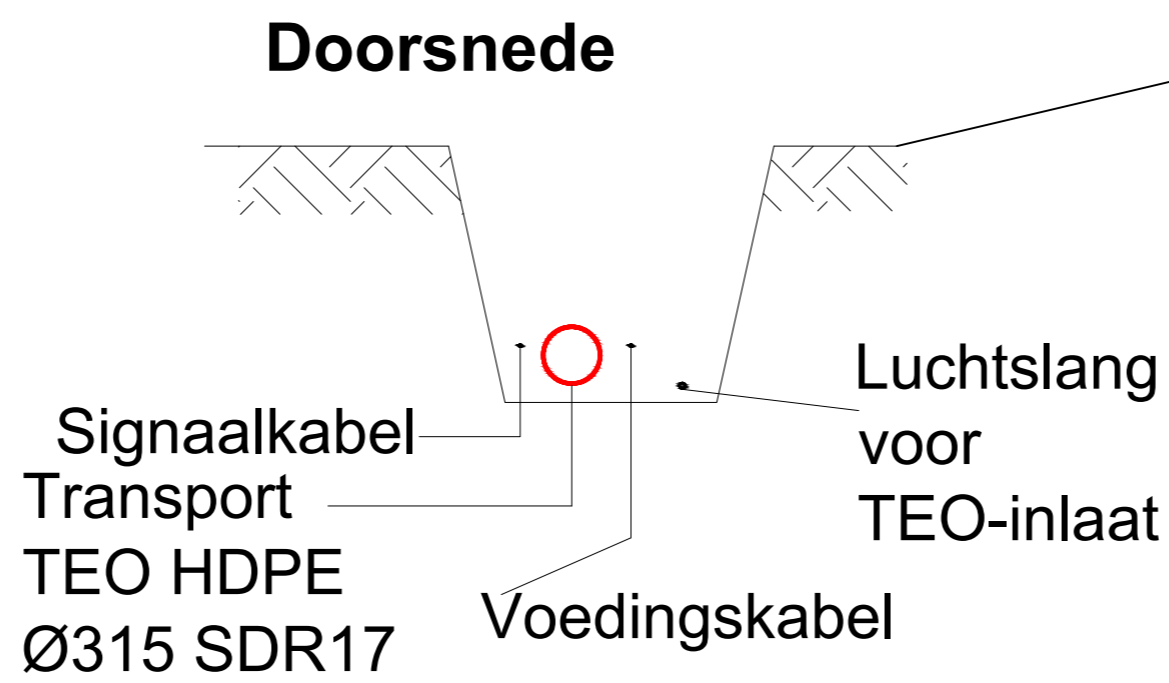 Doorsnede
Signaalkabel
Transport
TEO HDPE
Ø315 SDR17
Voedingskabel
Luchtslang
voor
TEO-inlaat